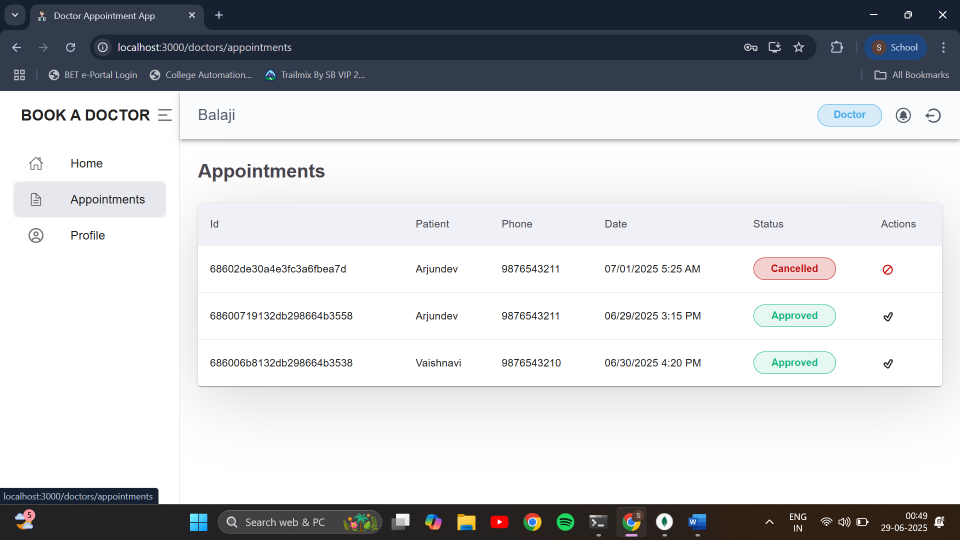 Doctor Appointment App
localhost:3000/doctors/appointments
S School
BET e-Portal Login College Automation... Trailmix By SB VIP 2... All Bookmarks
BOOK A DOCTOR
Balaji
Doctor
Home
Appointments
Profile
Appointments
Id Patient Phone Date Status Actions
68602de30a4e3fc3a6fbea7d Arjundev 9876543211 07/01/2025 5:25 AM Cancelled
68600719132db298664b3558 Arjundev 9876543211 06/29/2025 3:15 PM Approved
686006b8132db298664b3538 Vaishnavi 9876543210 06/30/2025 4:20 PM Approved
localhost:3000/doctors/appointments
5
Search web & PC
S
ENG
IN
00:49
29-06-2025